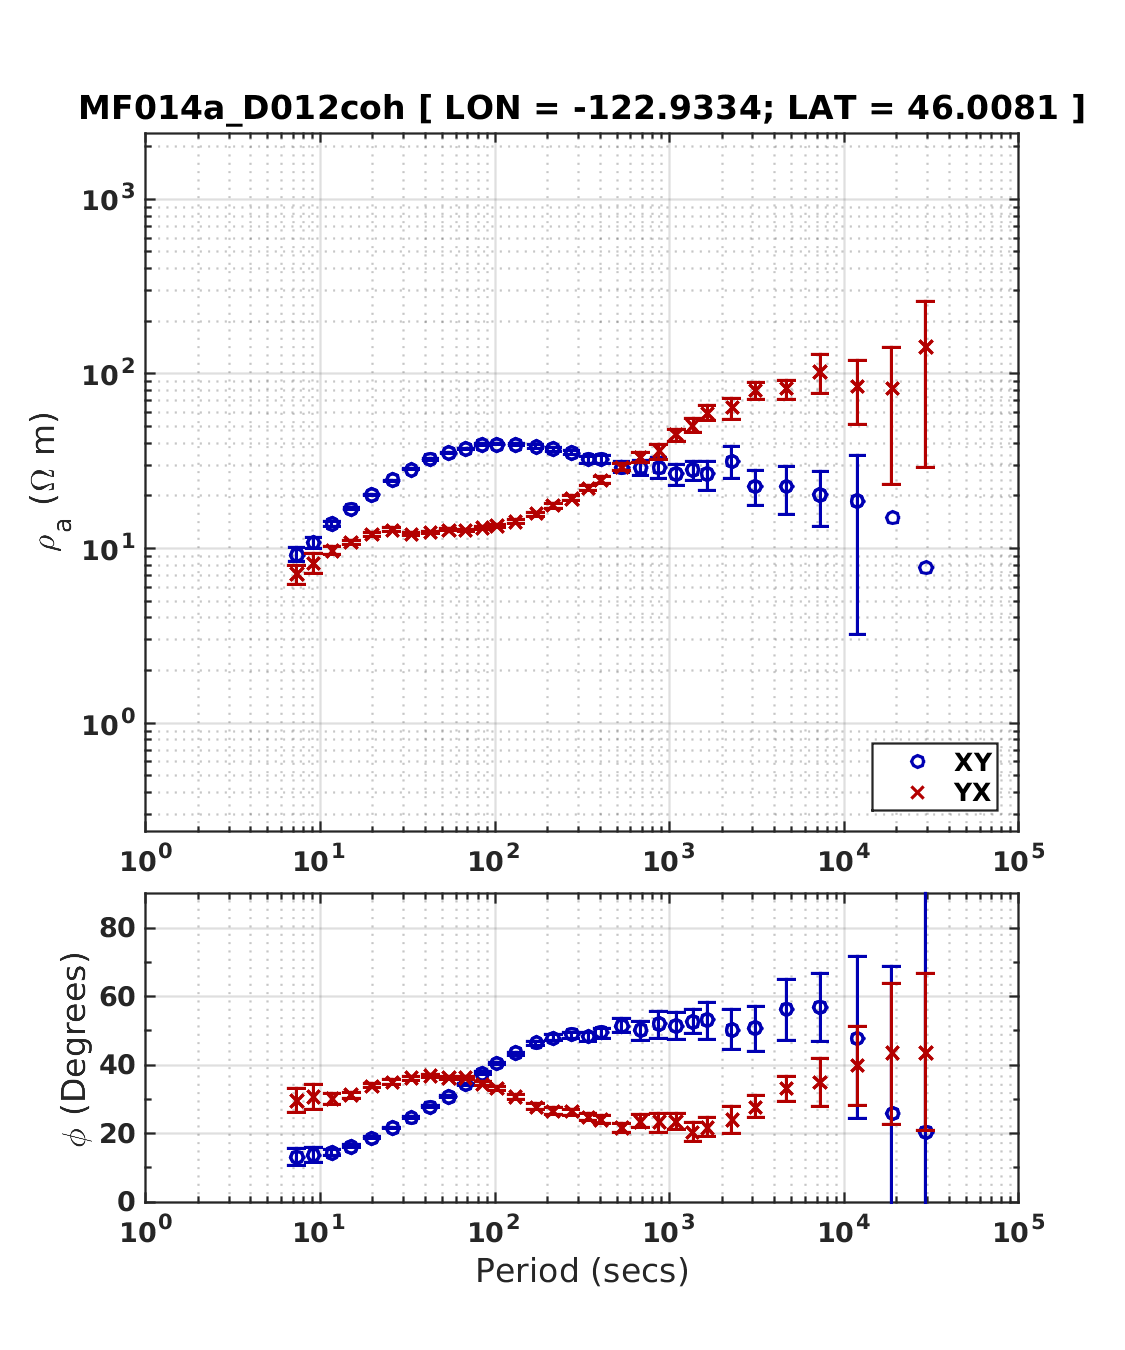 MF014a_D012coh [ LON = -122.9334; LAT = 46.0081 ]
10³
10²
10¹
10⁰
ρₐ (Ω m)
XY
YX
10⁰ 10¹ 10² 10³ 10⁴ 10⁵
80
60
40
20
0
ϕ (Degrees)
10⁰ 10¹ 10² 10³ 10⁴ 10⁵
Period (secs)